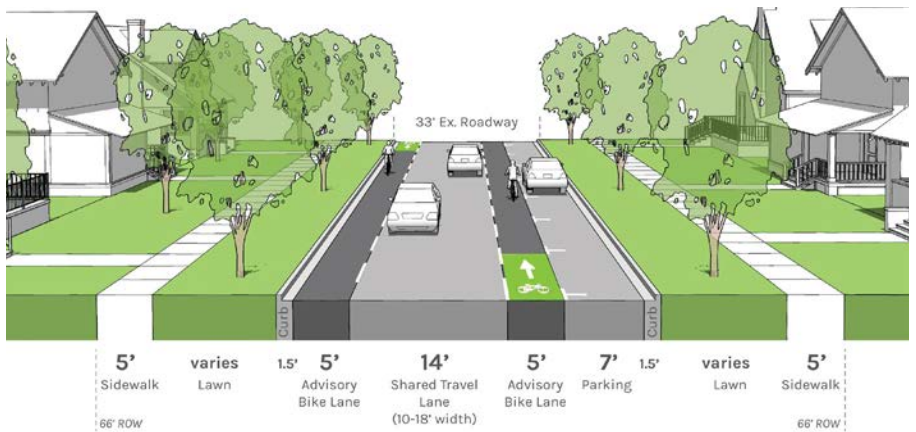 33' Ex. Roadway
Curb
Curb
5' varies 1.5' 5' 14' 5' 7' 1.5' varies 5'
Sidewalk Lawn Advisory Shared Travel Advisory Parking Lawn Sidewalk
Bike Lane Lane Bike Lane
(10-18' width)
66' ROW 66' ROW